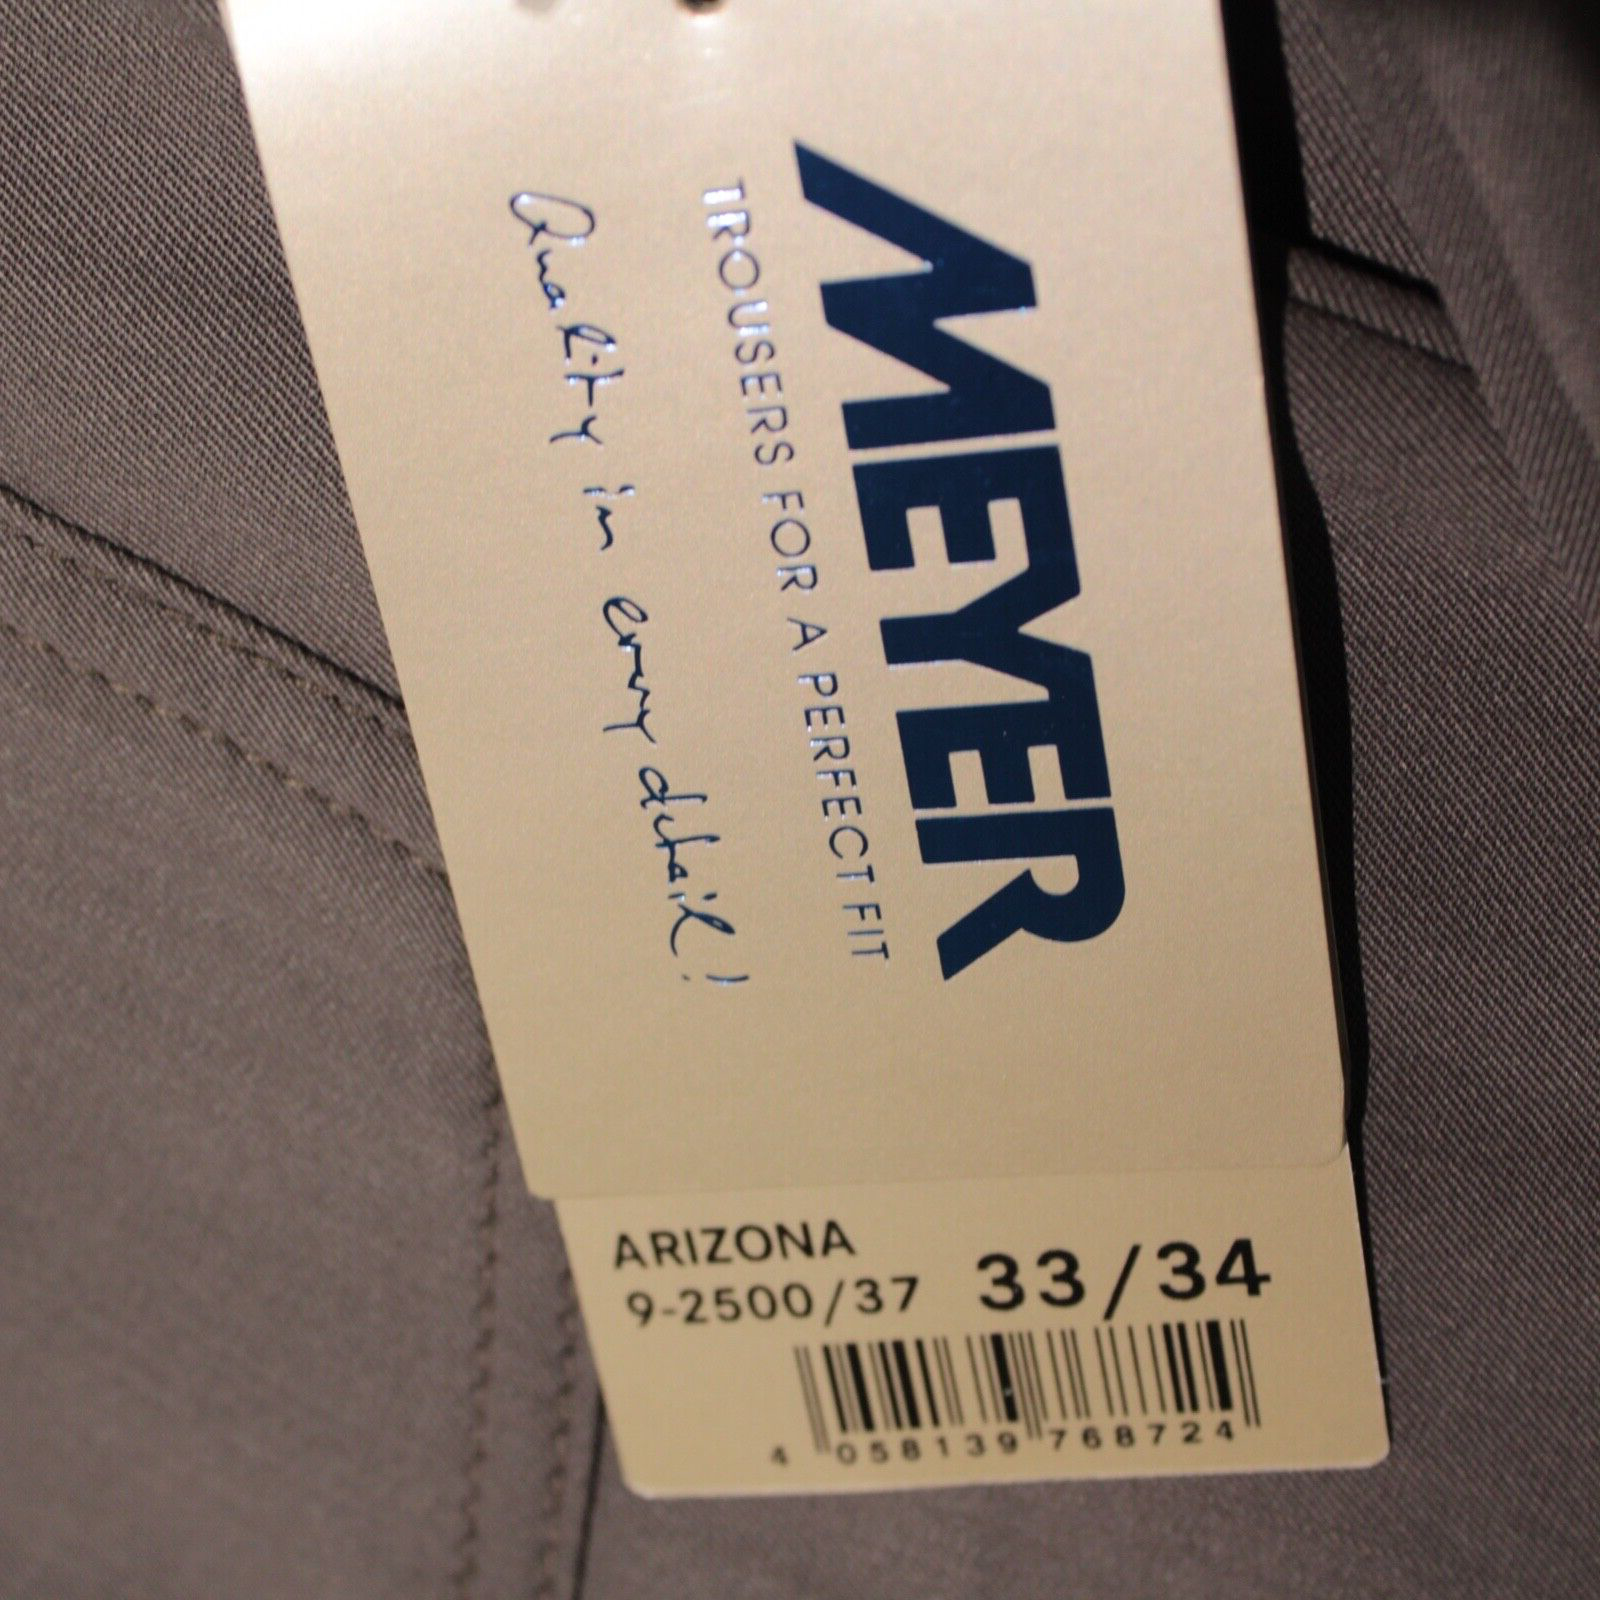 MEYER
TROUSERS FOR A PERFECT FIT
Quality in every detail!
ARIZONA
9-2500/37 33/34
4 058139 768724